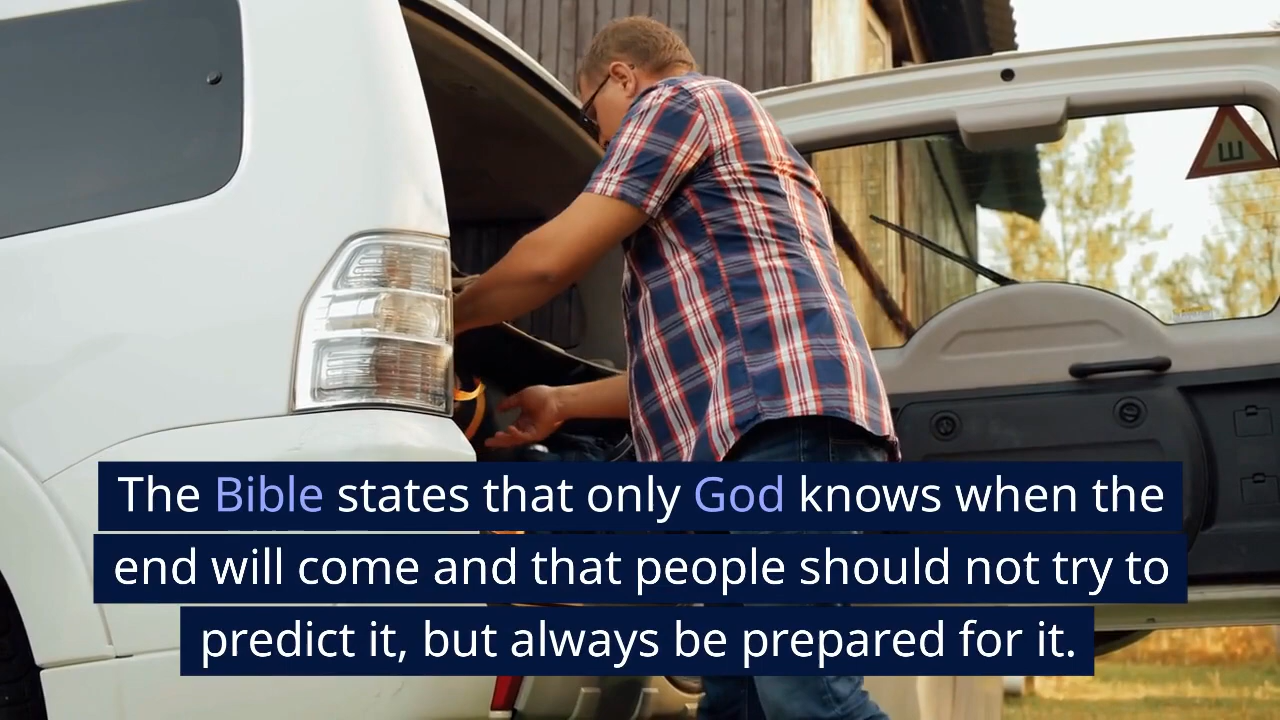 Ш
The Bible states that only God knows when the
end will come and that people should not try to
predict it, but always be prepared for it.